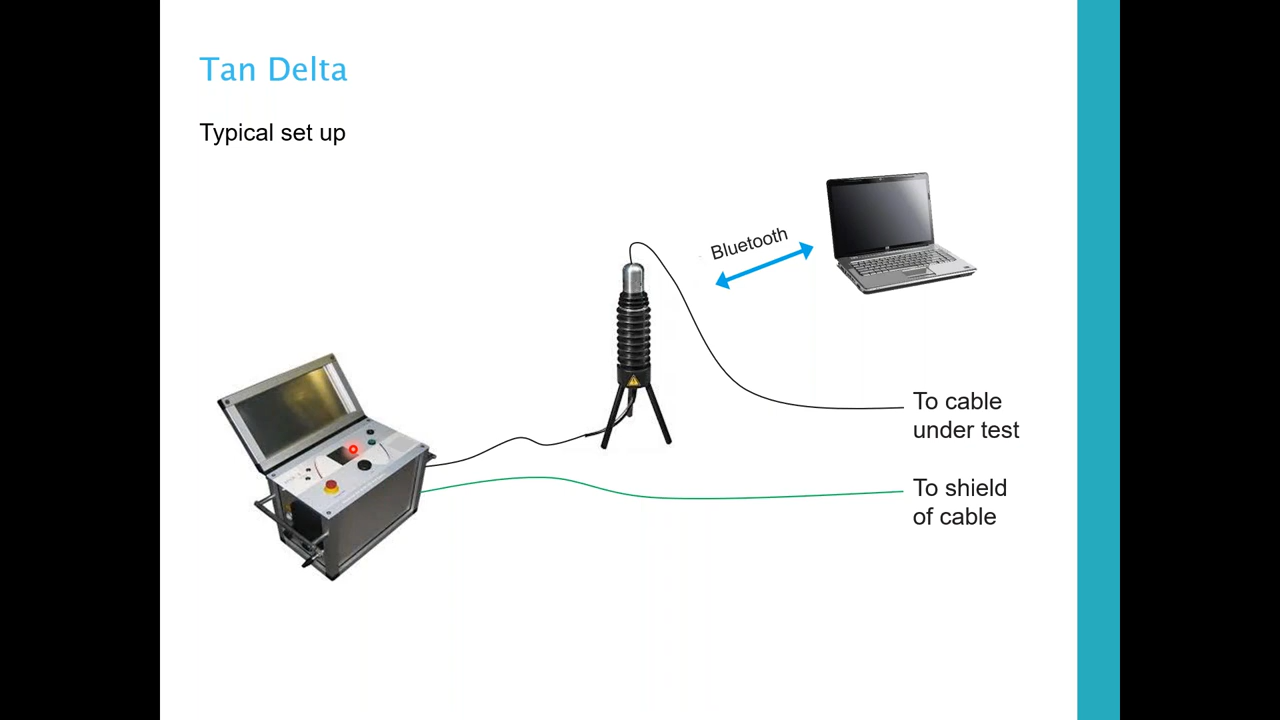 Tan Delta
Typical set up
Bluetooth
To cable
under test
To shield
of cable